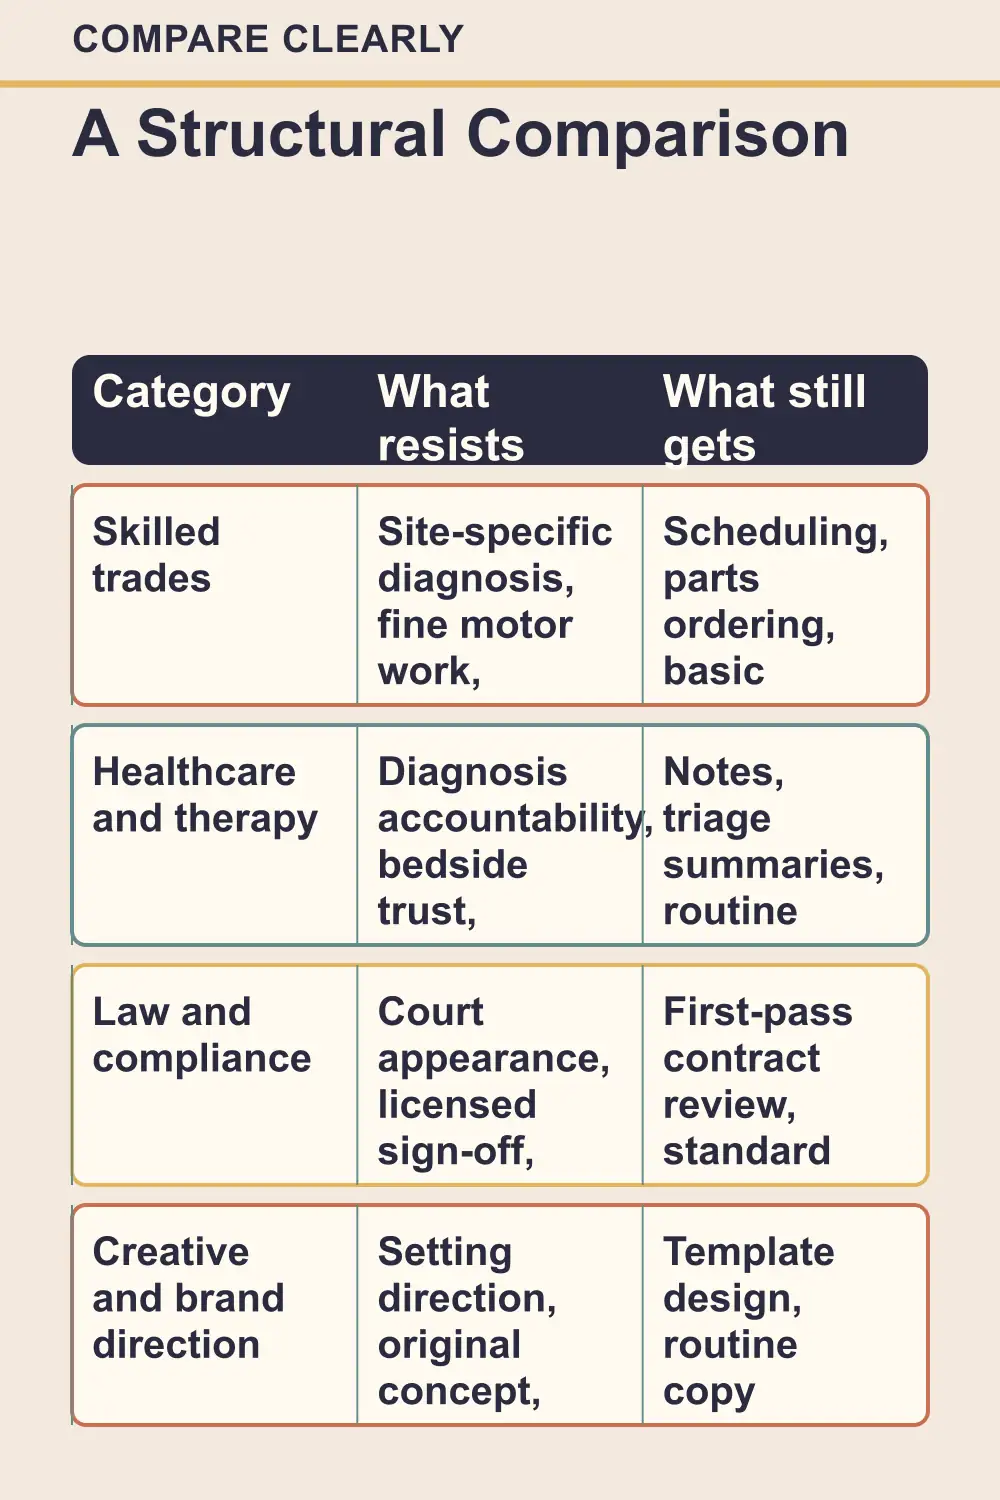 COMPARE CLEARLY
A Structural Comparison
Category
What
resists
What still
gets
Skilled
trades
Site-specific
diagnosis,
fine motor
work,
Scheduling,
parts
ordering,
basic
Healthcare
and therapy
Diagnosis
accountability,
bedside
trust,
Notes,
triage
summaries,
routine
Law and
compliance
Court
appearance,
licensed
sign-off,
First-pass
contract
review,
standard
Creative
and brand
direction
Setting
direction,
original
concept,
Template
design,
routine
copy